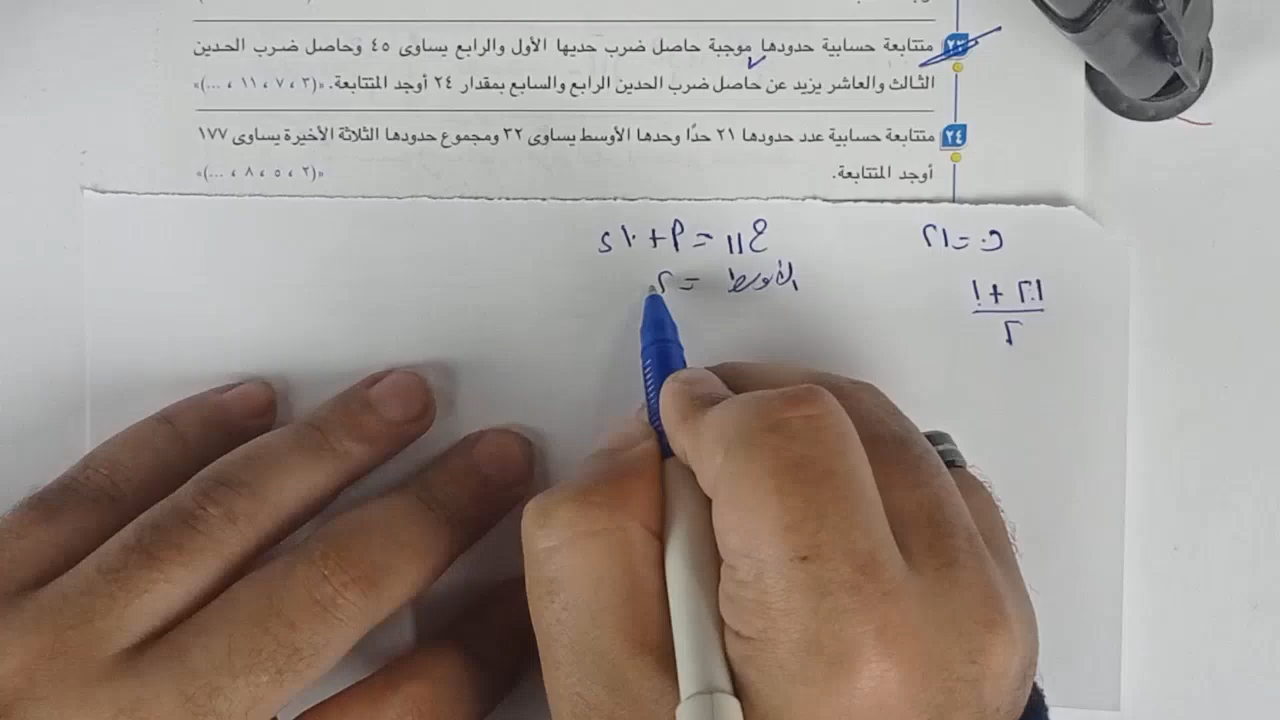 ٢٣ متتابعة حسابية حدودها موجبة حاصل ضرب حديها الأول والرابع يساوى ٤٥ وحاصل ضرب الحدين
الثالث والعاشر يزيد عن حاصل ضرب الحدين الرابع والسابع بمقدار ٢٤ أوجد المتتابعة. «(٣ ، ٧ ، ١١ ، ...)»
٢٤ متتابعة حسابية عدد حدودها ٢١ حدًا وحدها الأوسط يساوى ٣٢ ومجموع حدودها الثلاثة الأخيرة يساوى ١٧٧
أوجد المتتابعة. «(٢ ، ٥ ، ٨ ، ...)»
ن = ٢١
ح١١ = ٩ + ١٠ ء
الأوسط = ٢
١ + ٢١
٢